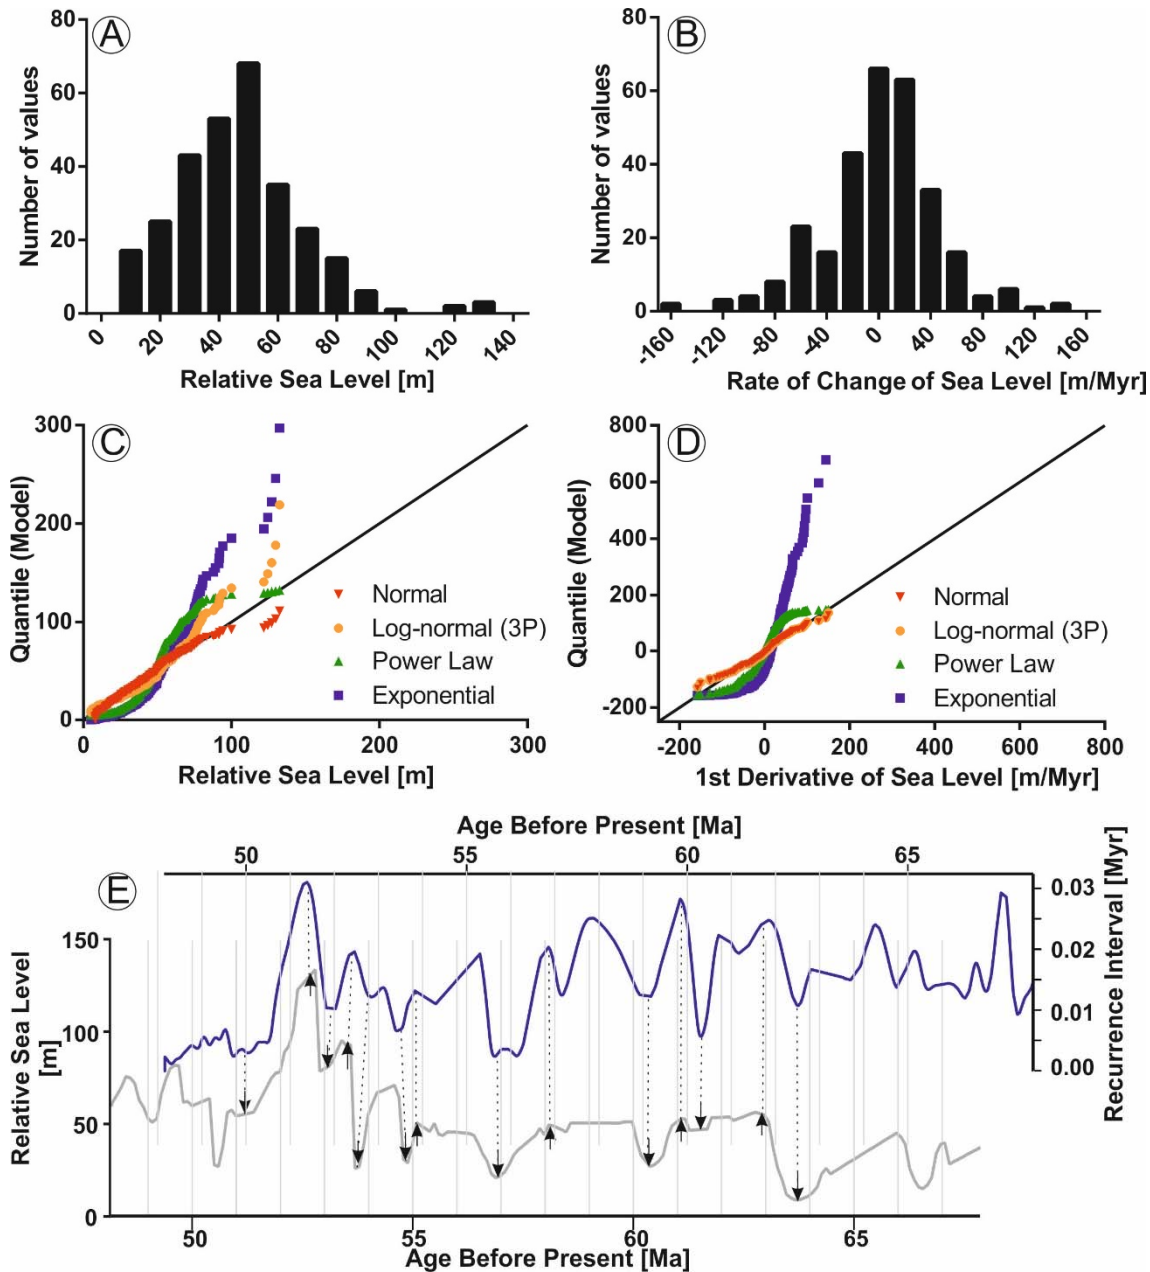 A
Number of values
80
60
40
20
0
0 20 40 60 80 100 120 140
Relative Sea Level [m]
B
Number of values
80
60
40
20
0
-160 -120 -80 -40 0 40 80 120 160
Rate of Change of Sea Level [m/Myr]
C
Quantile (Model)
300
200
100
0
Normal
Log-normal (3P)
Power Law
Exponential
0 100 200 300
Relative Sea Level [m]
D
Quantile (Model)
800
600
400
200
0
-200
Normal
Log-normal (3P)
Power Law
Exponential
-200 0 200 400 600 800
1st Derivative of Sea Level [m/Myr]
E
Age Before Present [Ma]
50 55 60 65
Relative Sea Level
[m]
150
100
50
0
0.03
0.02
0.01
0.00
Recurrence Interval [Myr]
50 55 60 65
Age Before Present [Ma]